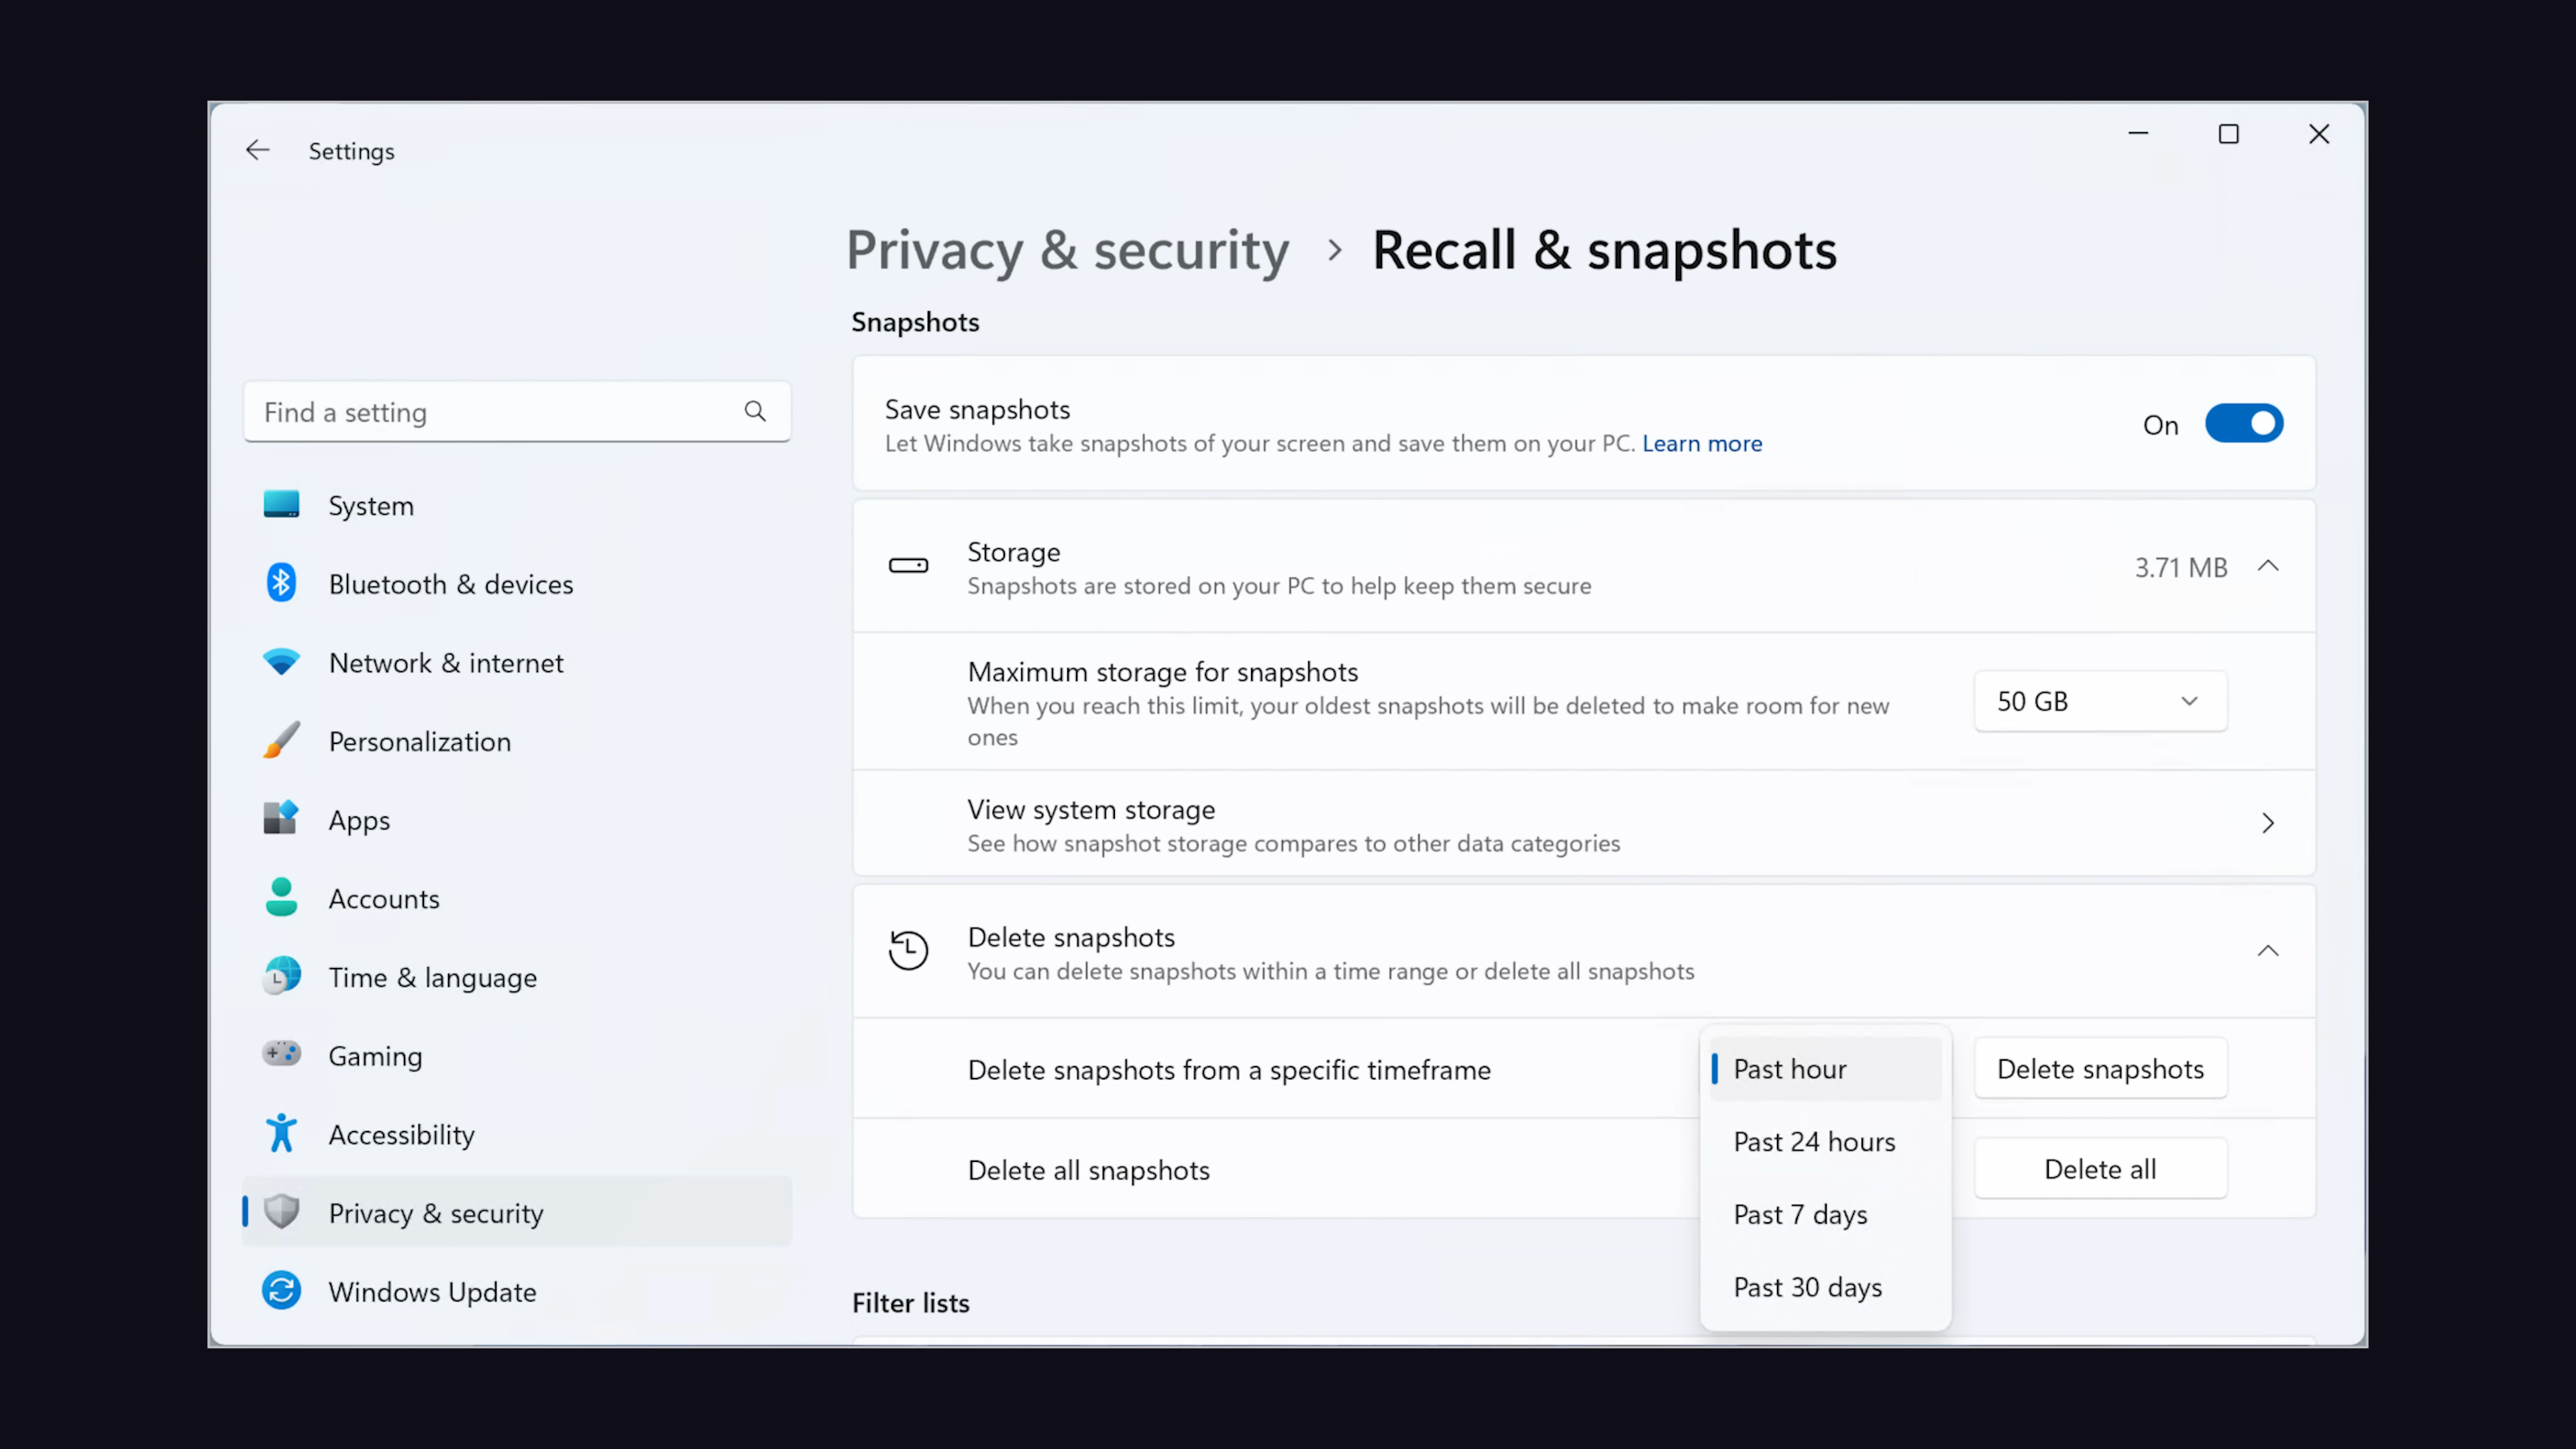 Settings
Find a setting
System
Bluetooth & devices
Network & internet
Personalization
Apps
Accounts
Time & language
Gaming
Accessibility
Privacy & security
Windows Update
Privacy & security > Recall & snapshots
Snapshots
Save snapshots
Let Windows take snapshots of your screen and save them on your PC. Learn more
On
Storage
Snapshots are stored on your PC to help keep them secure
3.71 MB
Maximum storage for snapshots
When you reach this limit, your oldest snapshots will be deleted to make room for new
ones
50 GB
View system storage
See how snapshot storage compares to other data categories
Delete snapshots
You can delete snapshots within a time range or delete all snapshots
Delete snapshots from a specific timeframe
Past hour
Past 24 hours
Past 7 days
Past 30 days
Delete snapshots
Delete all snapshots
Delete all
Filter lists